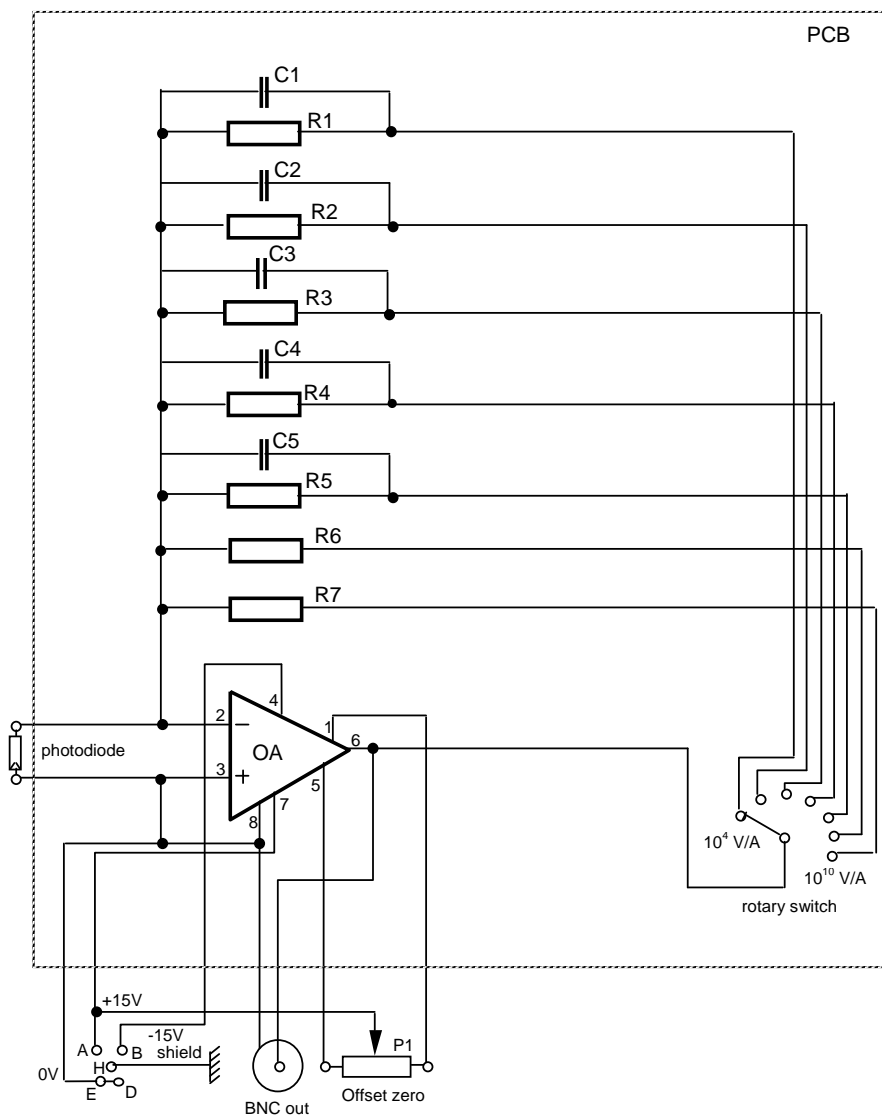 PCB
C1
R1
C2
R2
C3
R3
C4
R4
C5
R5
R6
R7
4
2
1
6
photodiode
OA
3
5
7
8
10⁴ V/A
10¹⁰ V/A
rotary switch
+15V
-15V
P1
A
B
shield
H
0V
E
D
Offset zero
BNC out